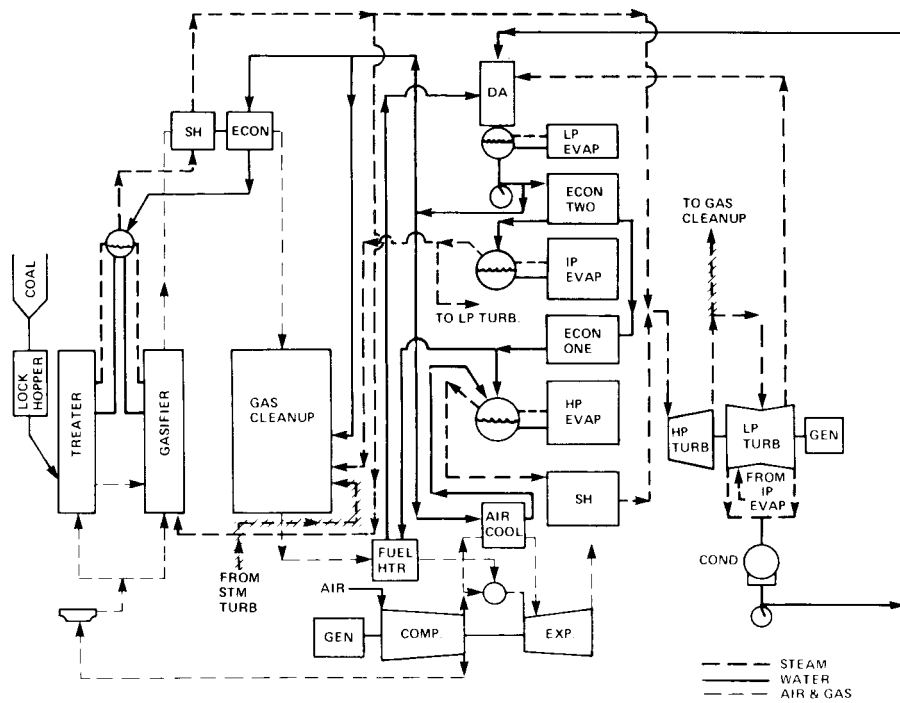 SH
ECON
DA
LP
EVAP
ECON
TWO
TO GAS
CLEANUP
IP
EVAP
COAL
TO LP TURB.
ECON
ONE
LOCK
HOPPER
TREATER
GASIFIER
GAS
CLEANUP
HP
EVAP
HP
TURB
LP
TURB
GEN
FROM
IP
EVAP
SH
AIR
COOL
FUEL
HTR
FROM
STM
TURB
COND
AIR
GEN
COMP.
EXP.
STEAM
WATER
AIR & GAS